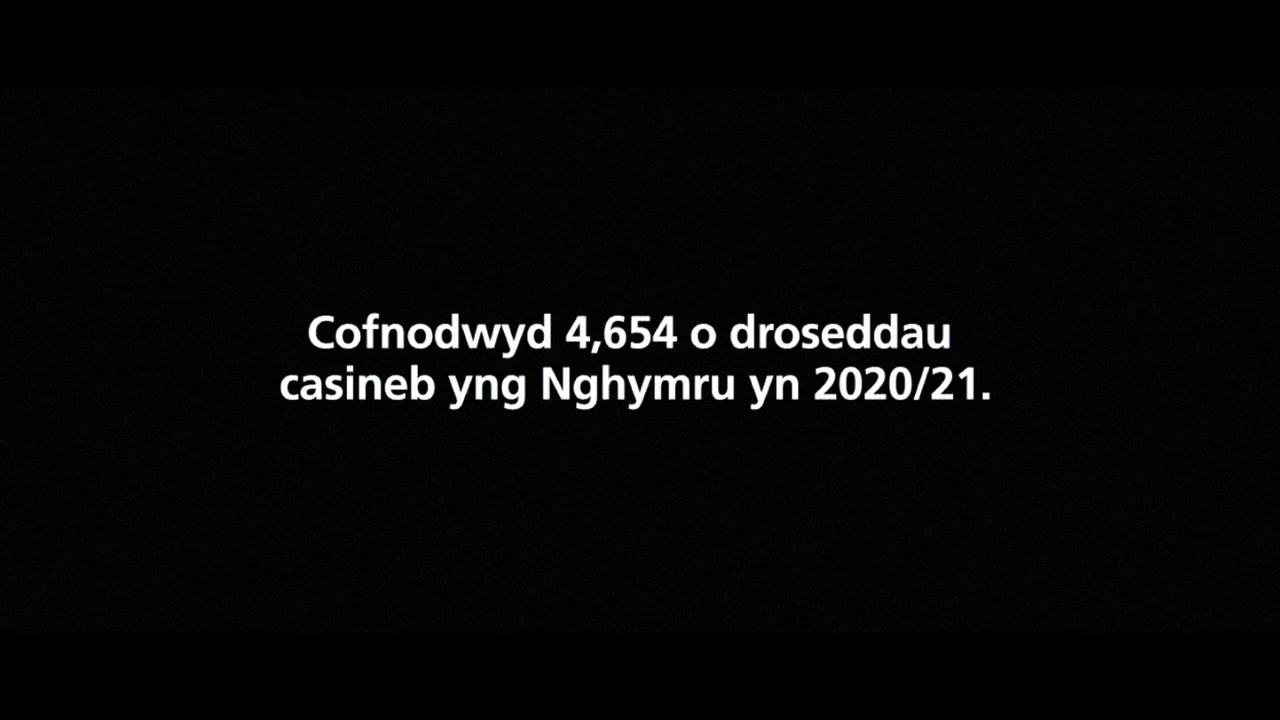 Cofnodwyd 4,654 o droseddau
casineb yng Nghymru yn 2020/21.